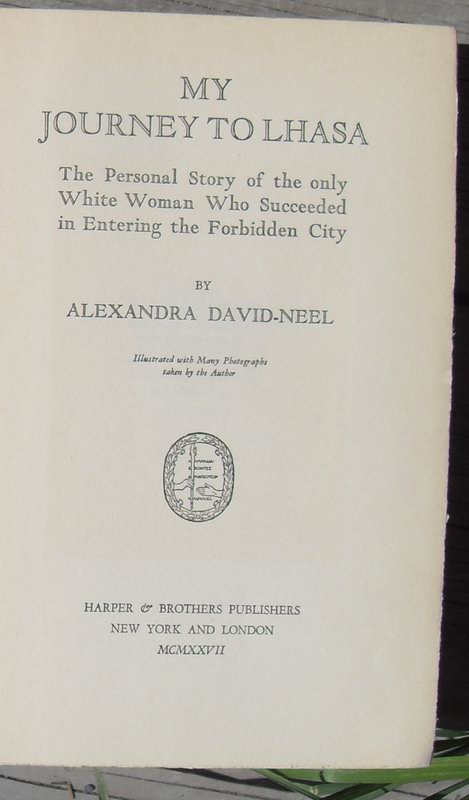 MY
JOURNEY TO LHASA
The Personal Story of the only
White Woman Who Succeeded
in Entering the Forbidden City
BY
ALEXANDRA DAVID-NEEL
Illustrated with Many Photographs
taken by the Author
HARPER & BROTHERS PUBLISHERS
NEW YORK AND LONDON
MCMXXVII